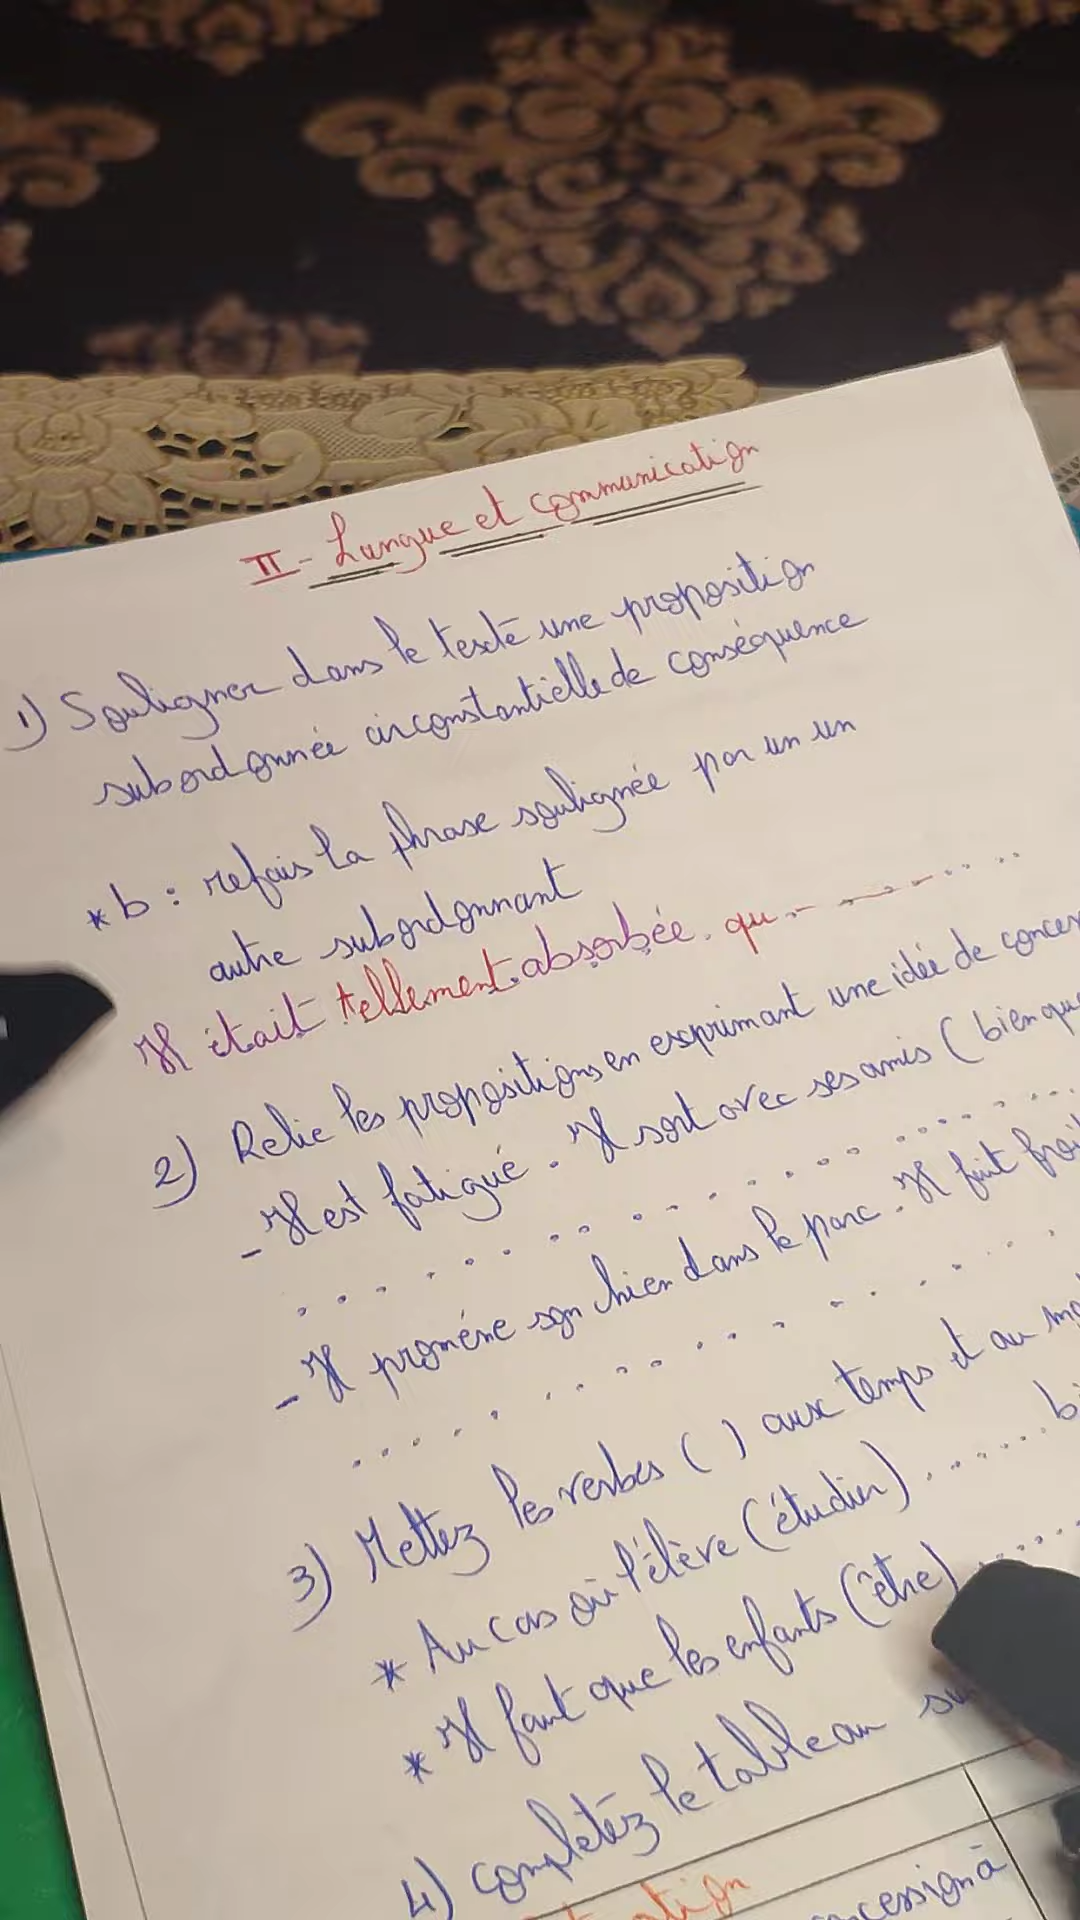 II - Langue et communication
1) Souligner dans le texte une proposition
subordonnée circonstantielle de conséquence
* b : refais la phrase soulignée par un un
autre subordonnant
Il était tellement absorbée. qu. - - - .....
2) Relie les propositions en exprimant une idée de
- Il est fatigué. Il sort avec ses amis ( bien que
- Il promène son chien dans le parc. Il fait
3) Mettez les verbes ( ) aux temps et au
* Au cas où l'élève (étudier) ........
* Il faut que les enfants (être) ......
4) completéz le tableau